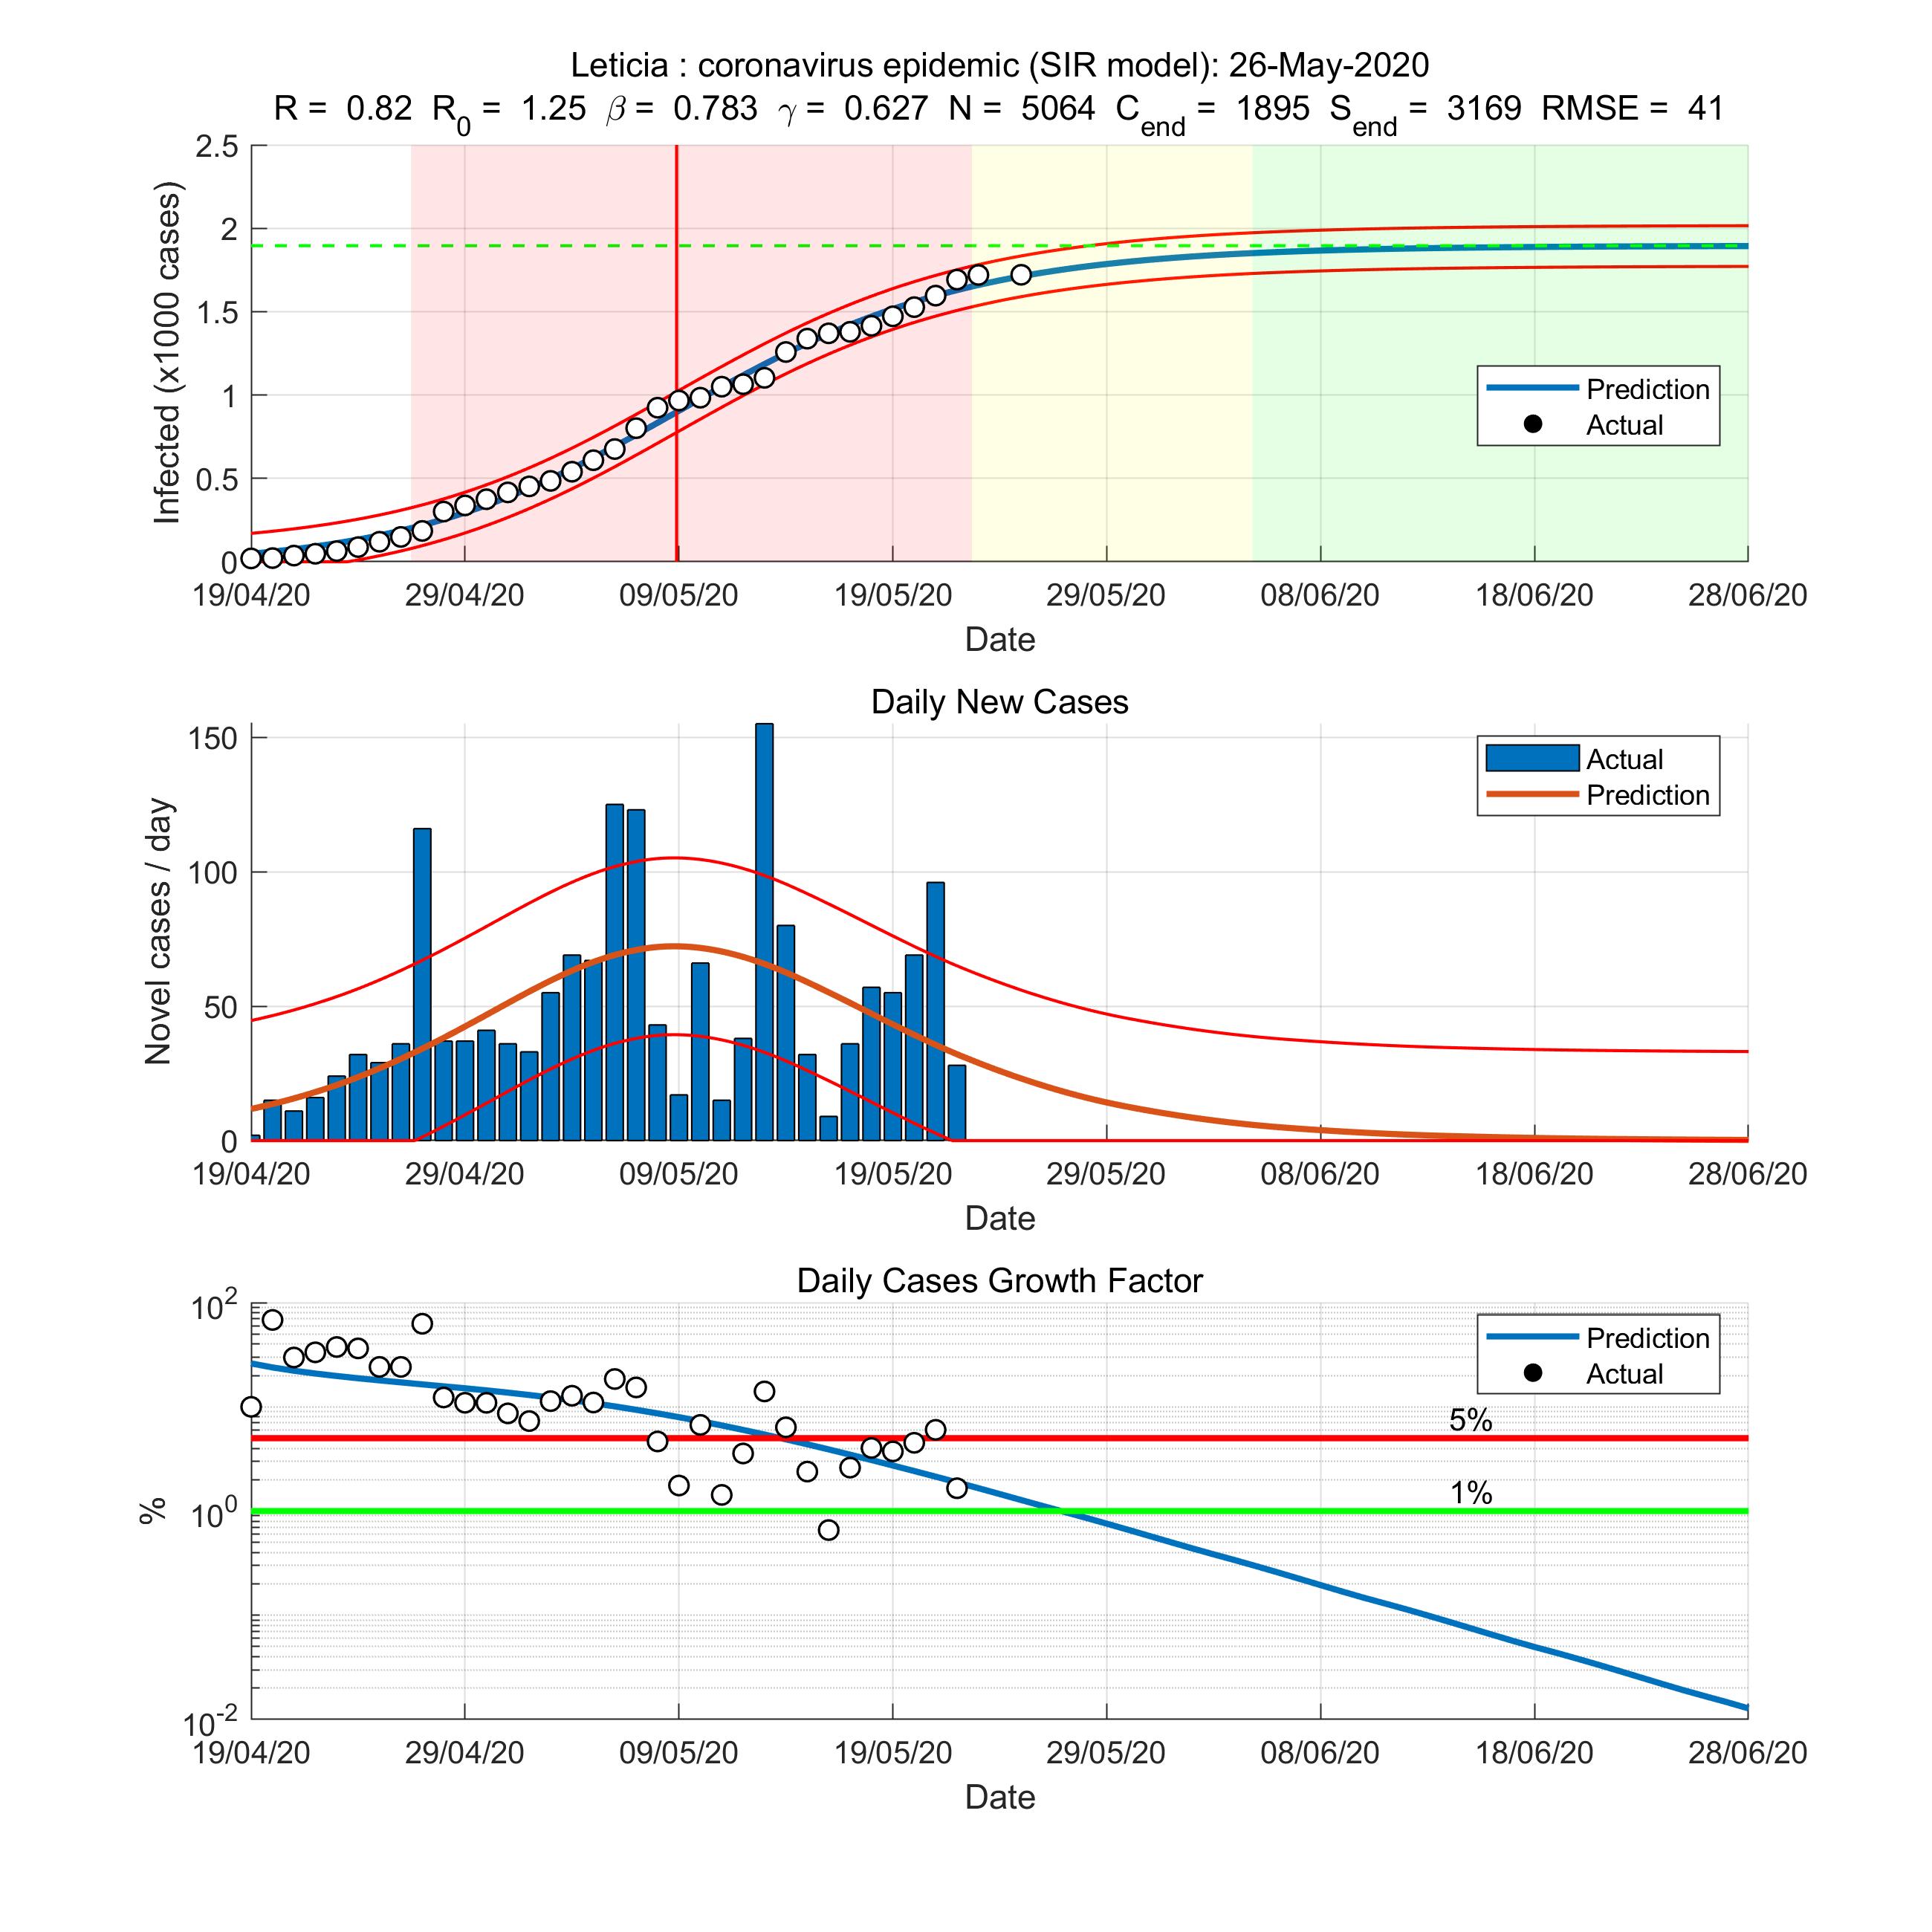 Leticia : coronavirus epidemic (SIR model): 26-May-2020
R = 0.82 R0 = 1.25 β = 0.783 γ = 0.627 N = 5064 Cend = 1895 Send = 3169 RMSE = 41
2.5
2
1.5
1
0.5
0
Infected (x1000 cases)
Prediction
Actual
19/04/20 29/04/20 09/05/20 19/05/20 29/05/20 08/06/20 18/06/20 28/06/20
Date
Daily New Cases
150
100
50
0
Novel cases / day
Actual
Prediction
19/04/20 29/04/20 09/05/20 19/05/20 29/05/20 08/06/20 18/06/20 28/06/20
Date
Daily Cases Growth Factor
10^2
10^0
10^-2
%
Prediction
Actual
5%
1%
19/04/20 29/04/20 09/05/20 19/05/20 29/05/20 08/06/20 18/06/20 28/06/20
Date